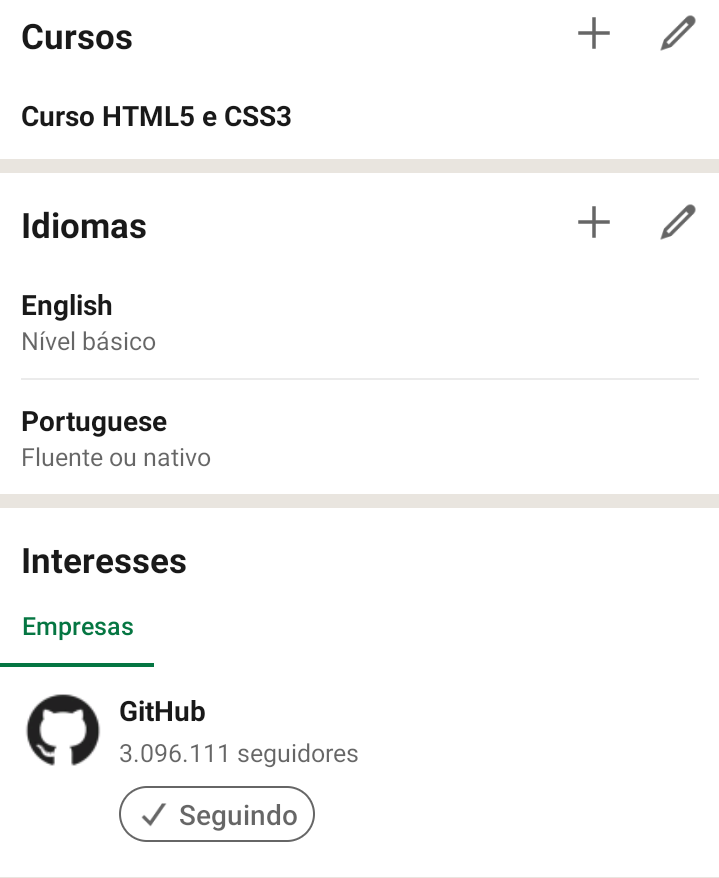 Cursos
Curso HTML5 e CSS3
Idiomas
English
Nível básico
Portuguese
Fluente ou nativo
Interesses
Empresas
GitHub
3.096.111 seguidores
Seguindo